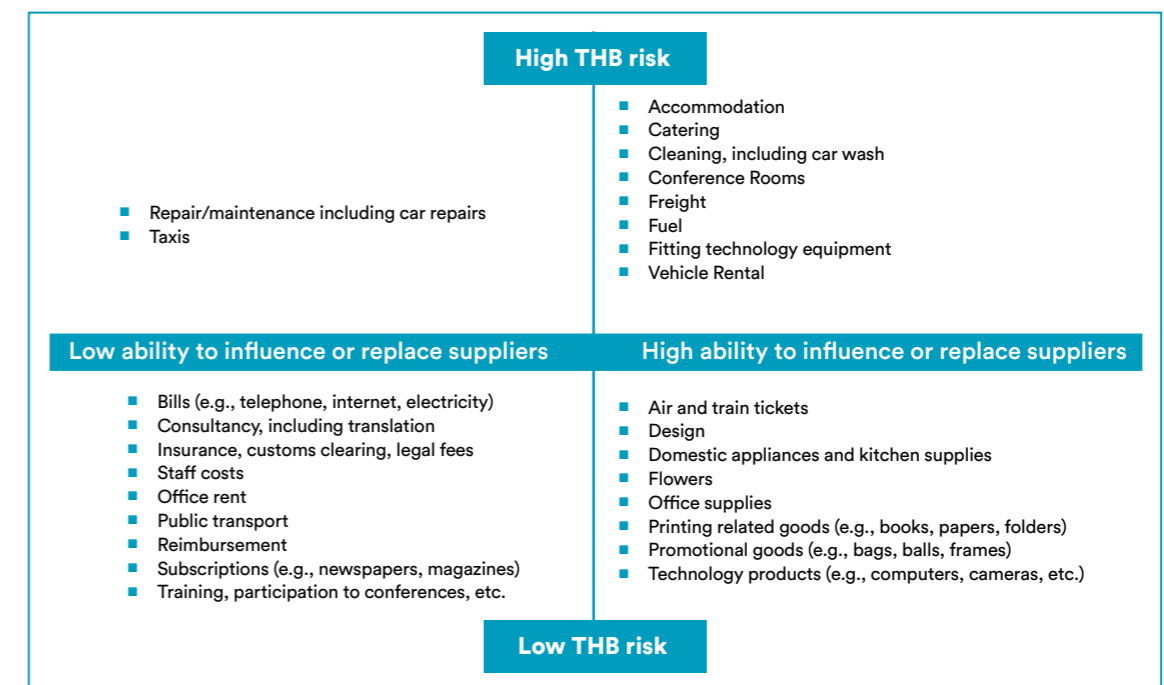 High THB risk
Repair/maintenance including car repairs
Taxis
Accommodation
Catering
Cleaning, including car wash
Conference Rooms
Freight
Fuel
Fitting technology equipment
Vehicle Rental
Low ability to influence or replace suppliers
High ability to influence or replace suppliers
Bills (e.g., telephone, internet, electricity)
Consultancy, including translation
Insurance, customs clearing, legal fees
Staff costs
Office rent
Public transport
Reimbursement
Subscriptions (e.g., newspapers, magazines)
Training, participation to conferences, etc.
Air and train tickets
Design
Domestic appliances and kitchen supplies
Flowers
Office supplies
Printing related goods (e.g., books, papers, folders)
Promotional goods (e.g., bags, balls, frames)
Technology products (e.g., computers, cameras, etc.)
Low THB risk